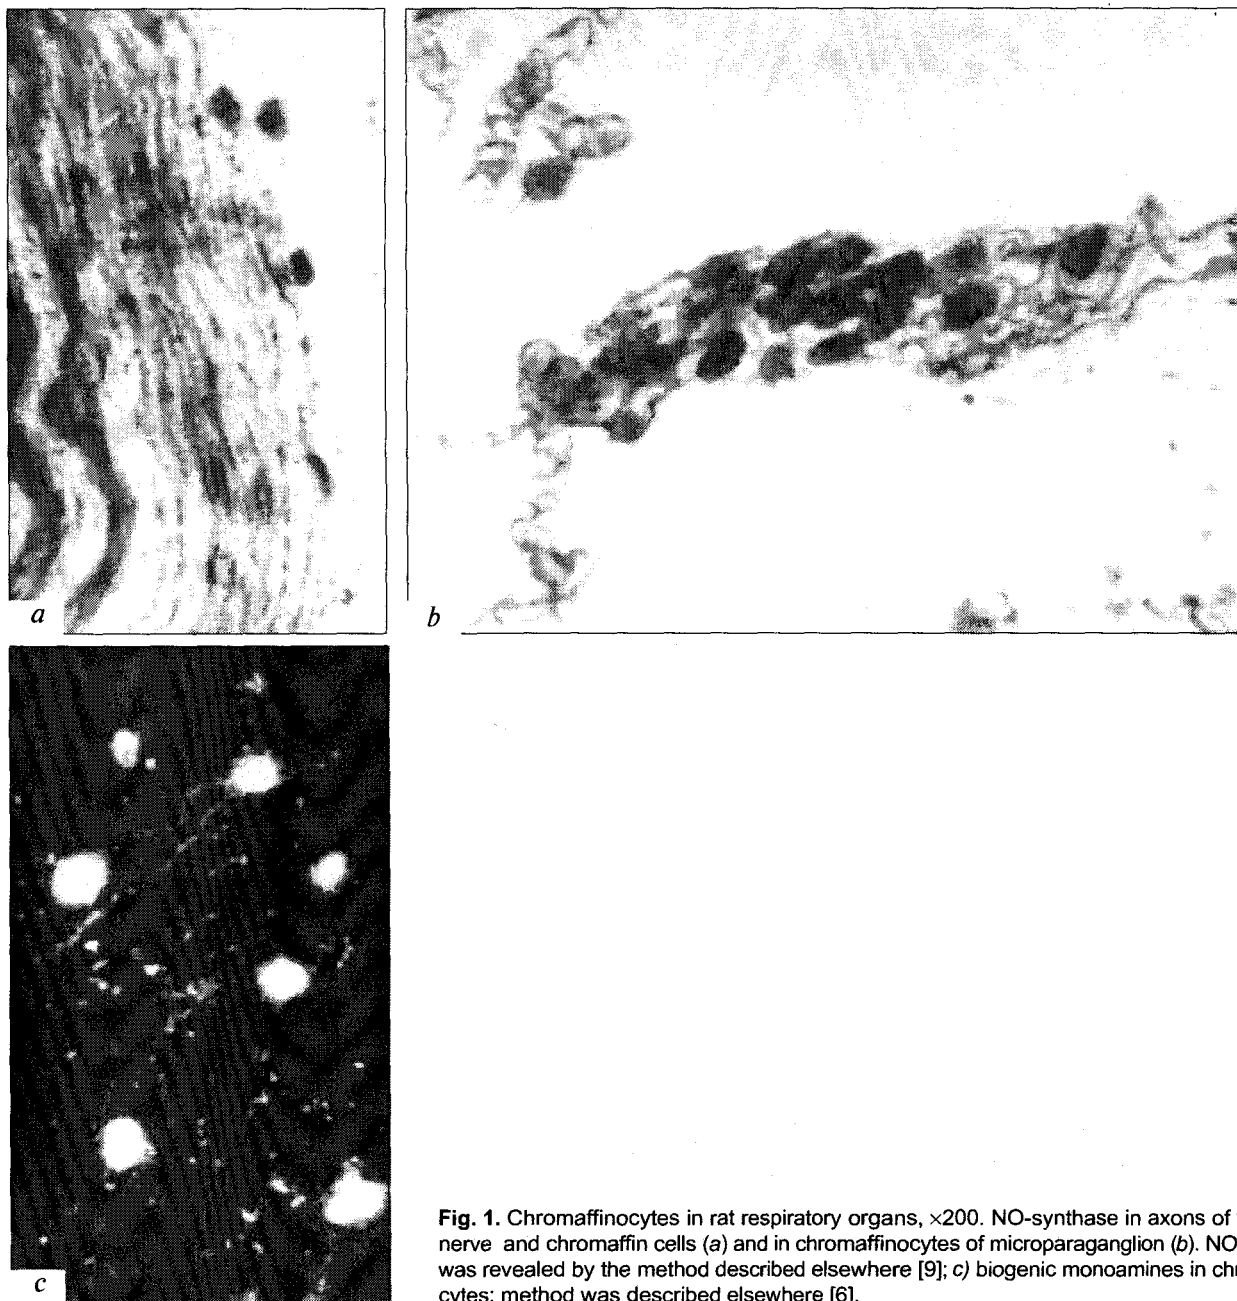 a
b
c
Fig. 1. Chromaffinocytes in rat respiratory organs, ×200. NO-synthase in axons of
nerve and chromaffin cells (a) and in chromaffinocytes of microparaganglion (b). NO
was revealed by the method described elsewhere [9]; c) biogenic monoamines in chr
cytes; method was described elsewhere [6].